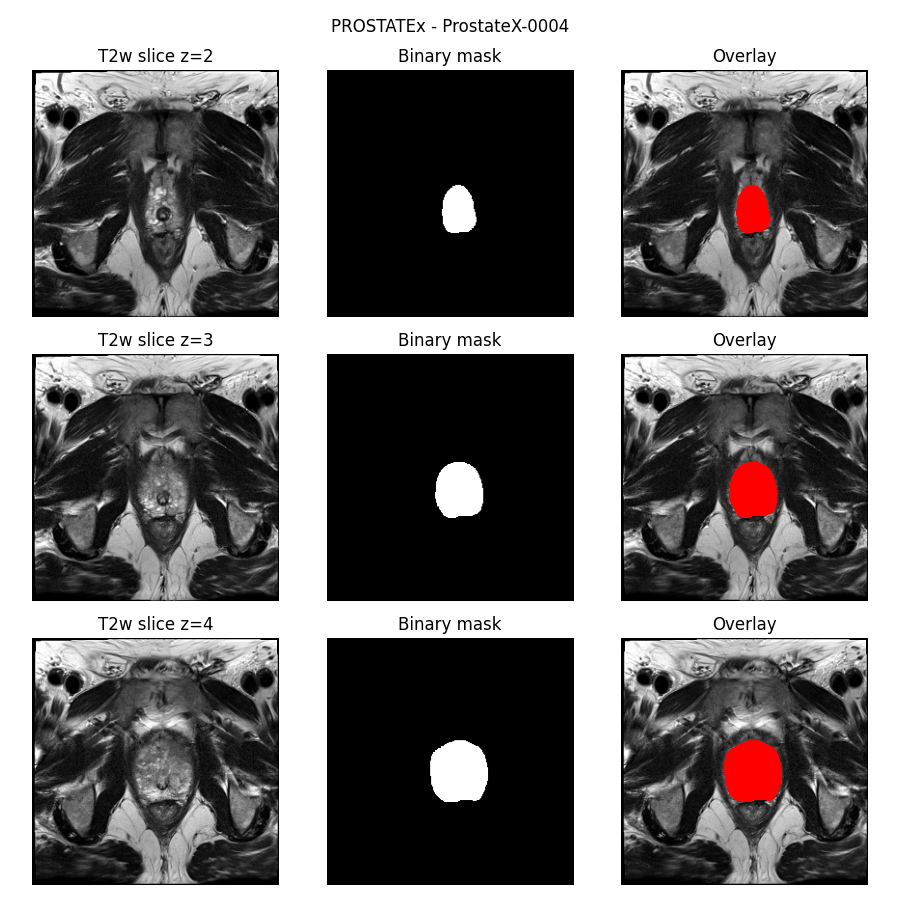 PROSTATEx - ProstateX-0004
T2w slice z=2 Binary mask Overlay
T2w slice z=3 Binary mask Overlay
T2w slice z=4 Binary mask Overlay